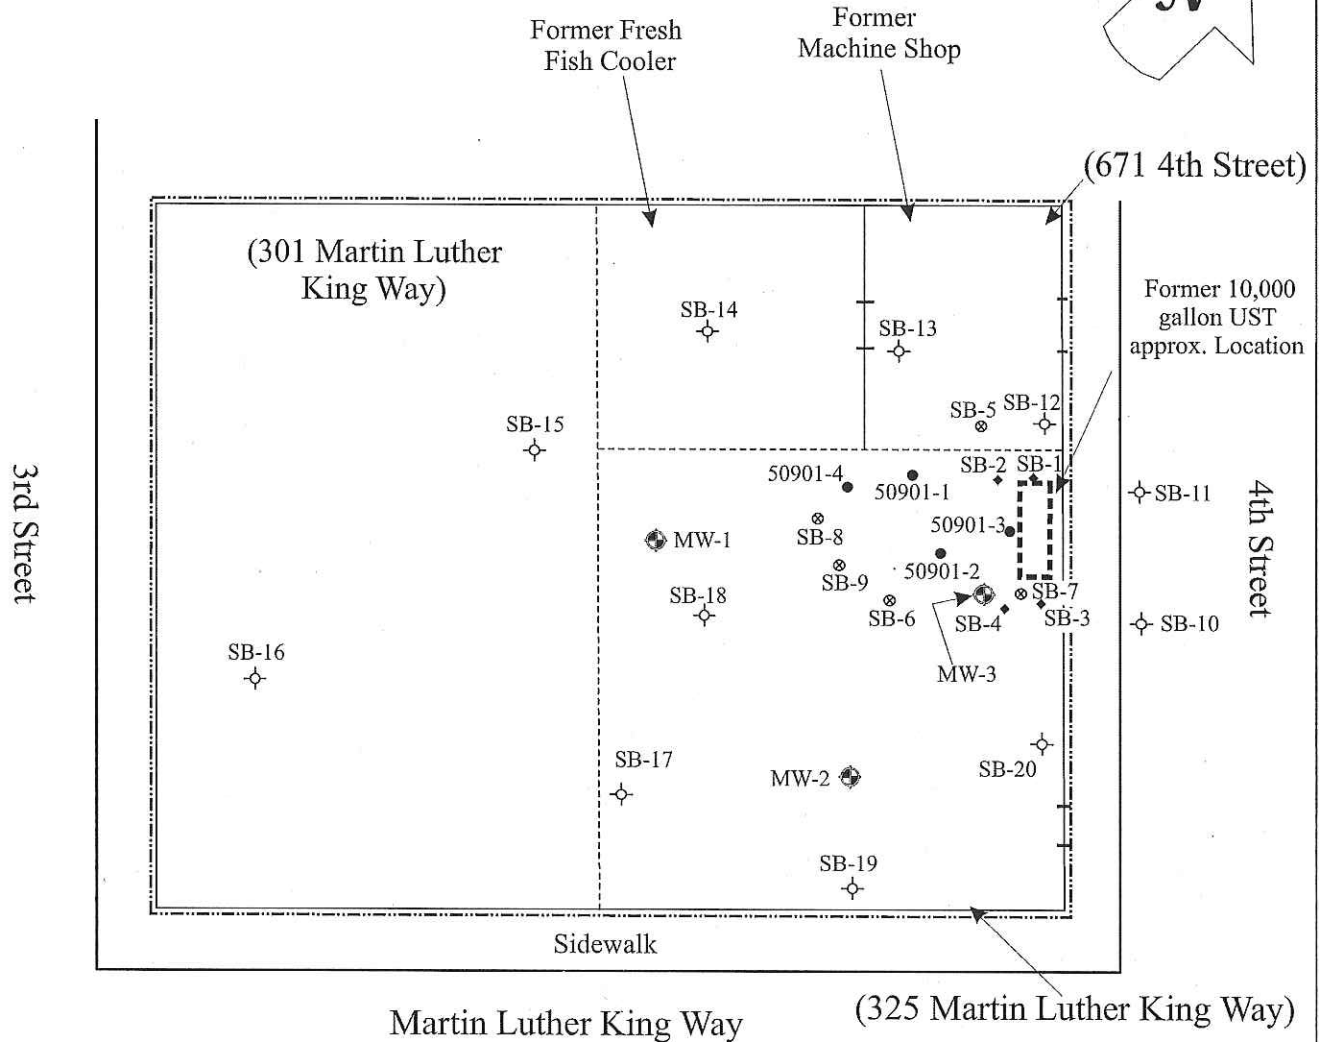 N
Former Fresh
Fish Cooler
Former
Machine Shop
(671 4th Street)
(301 Martin Luther
King Way)
Former 10,000
gallon UST
approx. Location
SB-14
SB-13
SB-5
SB-12
SB-15
SB-2
SB-1
50901-4
50901-1
SB-11
3rd Street
4th Street
50901-3
SB-8
MW-1
50901-2
SB-9
SB-7
SB-18
SB-6
SB-4
SB-3
SB-10
SB-16
MW-3
SB-17
MW-2
SB-20
SB-19
Sidewalk
Martin Luther King Way
(325 Martin Luther King Way)